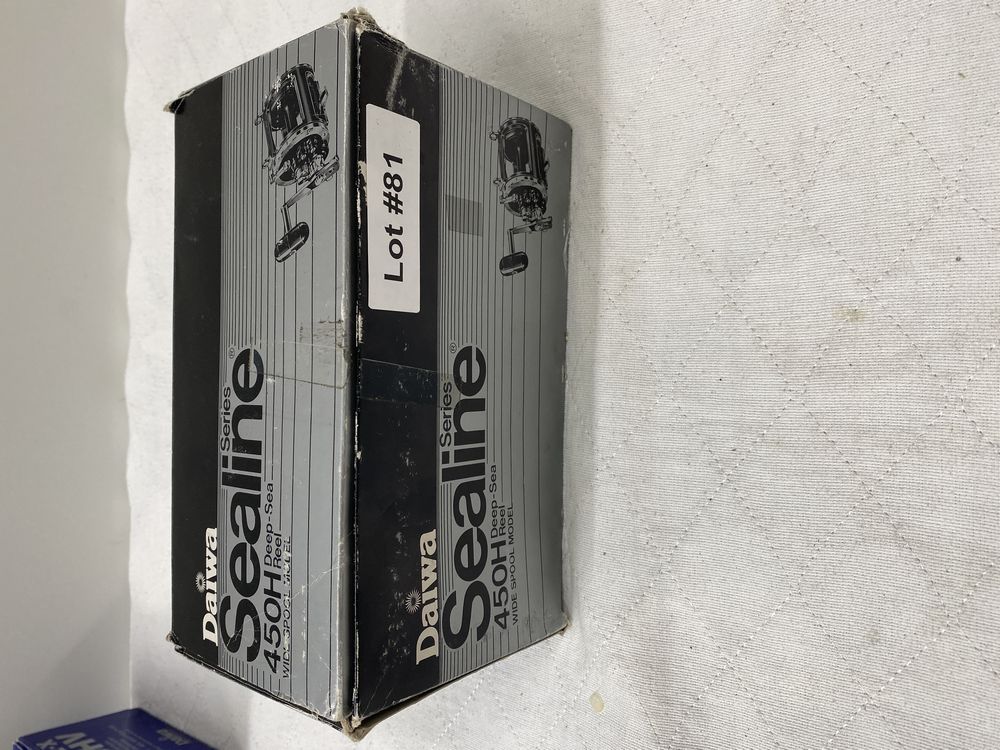 Daiwa
Sealine Series ®
450H Deep-Sea Reel
WIDE SPOOL MODEL
Lot #81
Daiwa
Sealine Series ®
450H Deep-Sea Reel
WIDE SPOOL MODEL